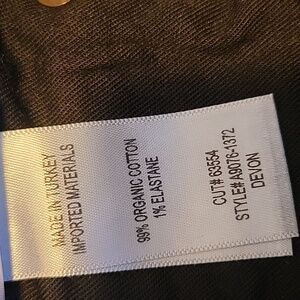 MADE IN TURKEY
IMPORTED MATERIALS
99% ORGANIC COTTON
1% ELASTANE
CUT# 63554
STYLE# A9076-1372
DEVON